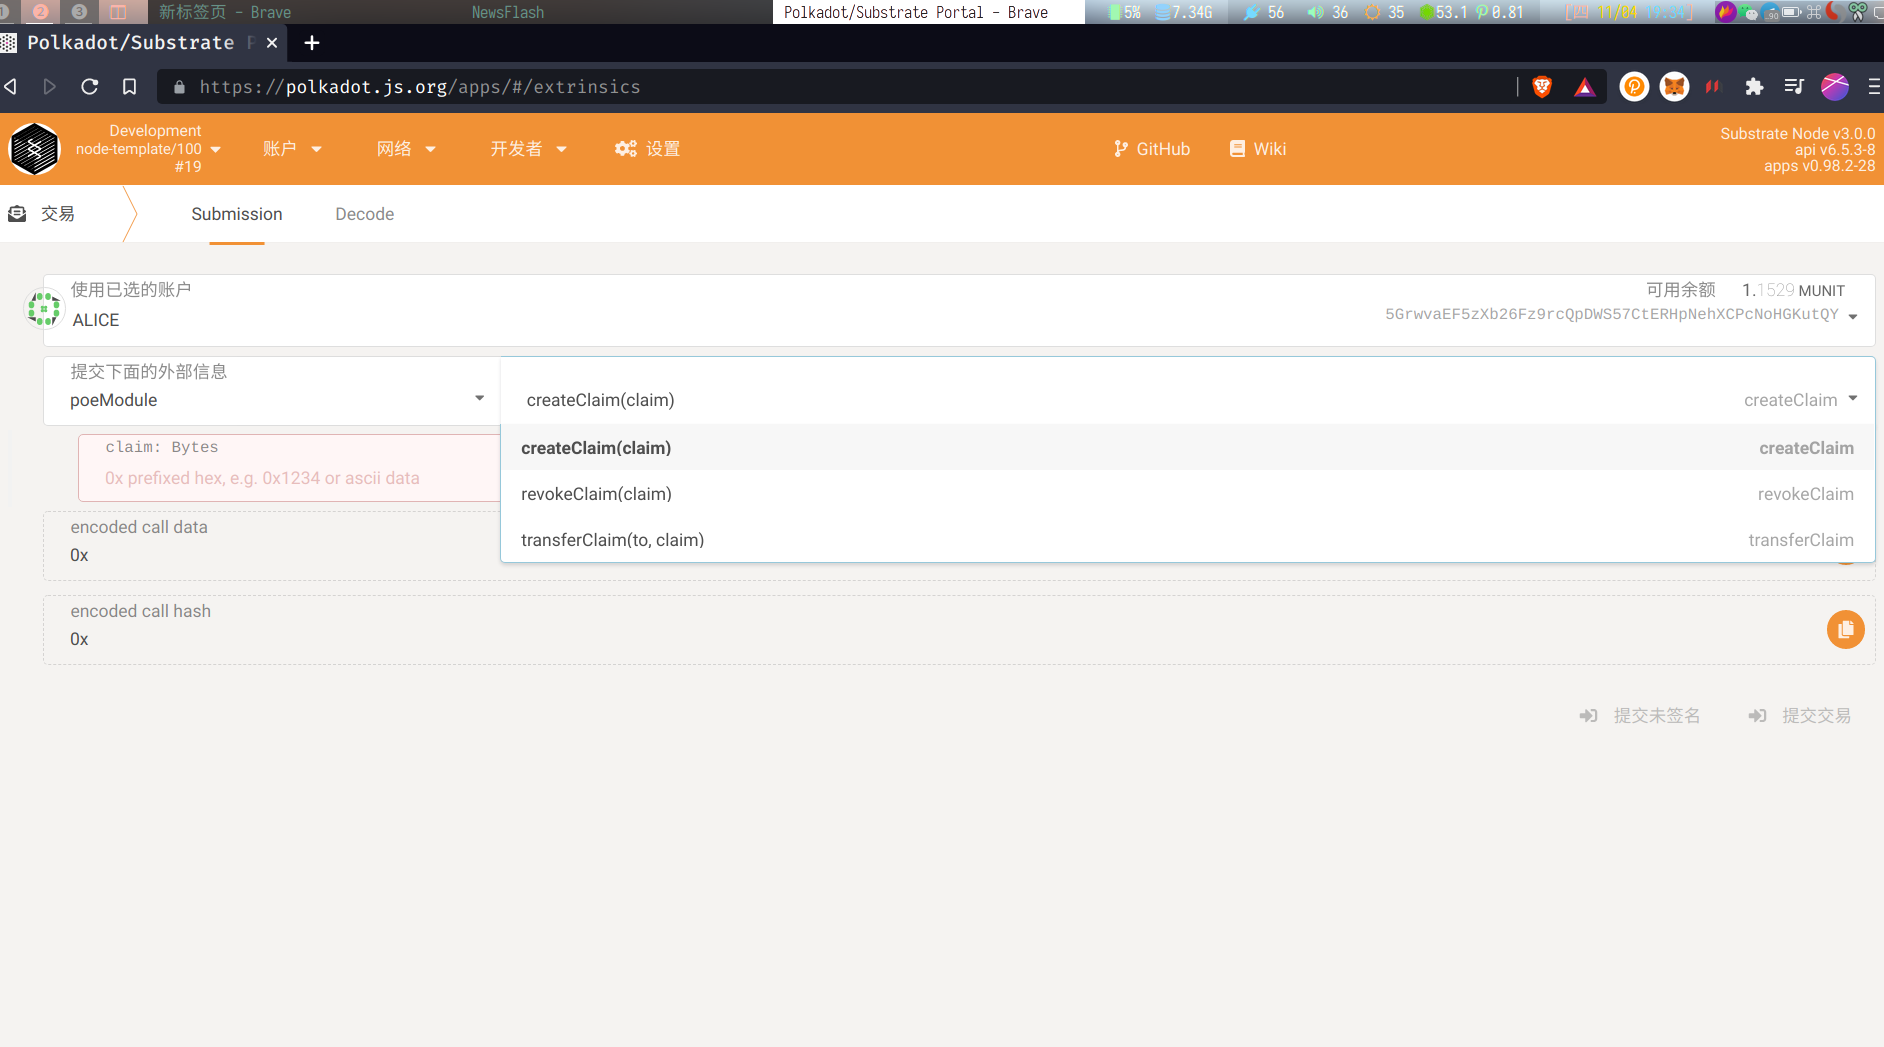 1 2 3 新标签页 - Brave NewsFlash Polkadot/Substrate Portal - Brave 5% 7.34G 56 36 35 53.1 0.81 11/04
Polkadot/Substrate P
https://polkadot.js.org/apps/#/extrinsics
Development
node-template/100
#19
账户
网络
开发者
设置
GitHub
Wiki
Substrate Node v3.0.0
api v6.5.3-8
apps v0.98.2-28
交易
Submission
Decode
使用已选的账户
ALICE
可用余额 1.1529 MUNIT
5GrwvaEF5zXb26Fz9rcQpDWS57CtERHpNehXCPcNoHGKutQY
提交下面的外部信息
poeModule
createClaim(claim) createClaim
createClaim(claim) createClaim
revokeClaim(claim) revokeClaim
transferClaim(to, claim) transferClaim
claim: Bytes
0x prefixed hex, e.g. 0x1234 or ascii data
encoded call data
0x
encoded call hash
0x
提交未签名
提交交易